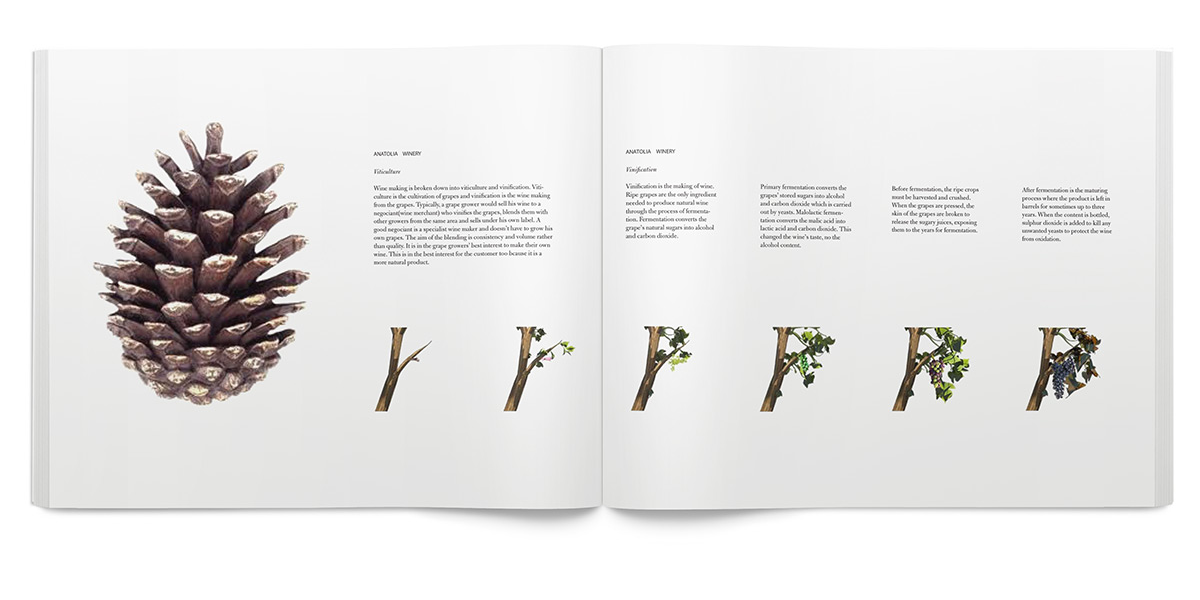 ANATOLIA WINERY
Viticulture
Wine making is broken down into viticulture and vinification. Viti-
culture is the cultivation of grapes and vinification is the wine making
from the grapes. Typically, a grape grower would sell his wine to a
negociant(wine merchant) who vinifies the grapes, blends them with
other growers from the same area and sells under his own label. A
good negociant is a specialist wine maker and doesn't have to grow his
own grapes. The aim of the blending is consistency and volume rather
than quality. It is in the grape growers' best interest to make their own
wine. This is in the best interest for the customer too bcause it is a
more natural product.
ANATOLIA WINERY
Vinification
Vinification is the making of wine.
Ripe grapes are the only ingredient
needed to produce natural wine
through the process of fermenta-
tion. Fermentation converts the
grape's natural sugars into alcohol
and carbon dioxide.
Primary fermentation converts the
grapes' stored sugars into alcohol
and carbon dioxide which is carried
out by yeasts. Malolactic fermen-
tation converts the malic acid into
lactic acid and carbon dioxide. This
changed the wine's taste, no the
alcohol content.
Before fermentation, the ripe crops
must be harvested and crushed.
When the grapes are pressed, the
skin of the grapes are broken to
release the sugary juices, exposing
them to the years for fermentation.
After fermentation is the maturing
process where the product is left in
barrels for sometimes up to three
years. When the content is bottled,
sulphur dioxide is added to kill any
unwanted yeasts to protect the wine
from oxidation.